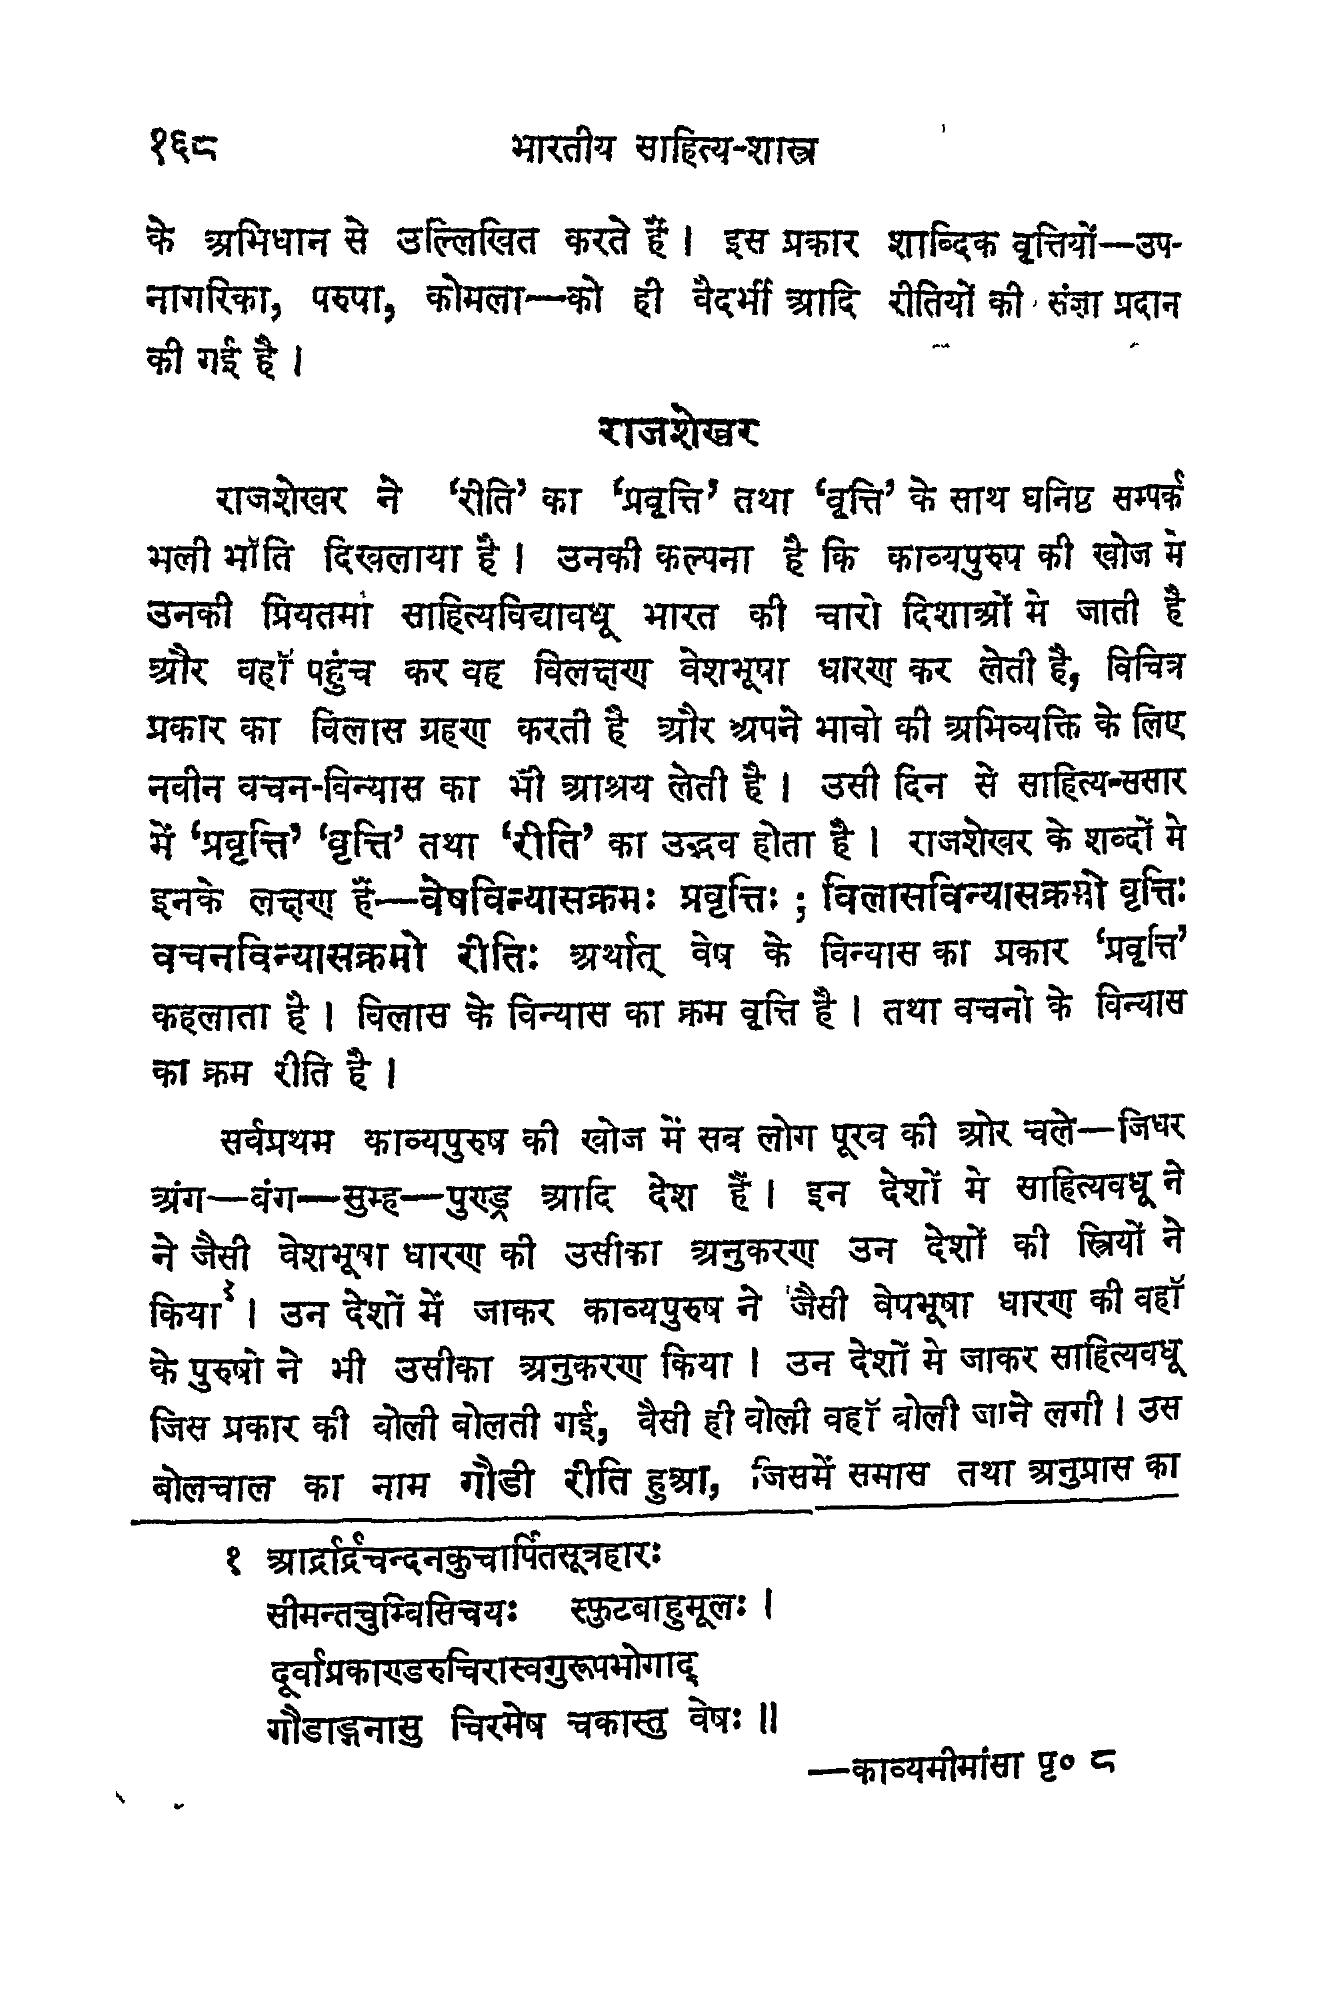 १६८ भारतीय साहित्य-शास्त्र
के अभिधान से उल्लिखित करते हैं। इस प्रकार शाब्दिक वृत्तियों—उप-
नागरिका, परुषा, कोमला—को ही वैदर्भी आदि रीतियों की संज्ञा प्रदान
की गई है।
राजशेखर
राजशेखर ने ‘रीति’ का ‘प्रवृत्ति’ तथा ‘वृत्ति’ के साथ घनिष्ठ सम्पर्क
भली भाँति दिखलाया है। उनकी कल्पना है कि काव्यपुरुष की खोज मे
उनकी प्रियतमा साहित्यविद्यावधू भारत की चारो दिशाओं मे जाती है
और वहाँ पहुंच कर वह विलक्षण वेशभूषा धारण कर लेती है, विचित्र
प्रकार का विलास ग्रहण करती है और अपने भावो की अभिव्यक्ति के लिए
नवीन वचन-विन्यास का भी आश्रय लेती है। उसी दिन से साहित्य-ससार
में ‘प्रवृत्ति’ ‘वृत्ति’ तथा ‘रीति’ का उद्भव होता है। राजशेखर के शब्दों मे
इनके लक्षण हैं—वेषविन्यासक्रमः प्रवृत्तिः ; विलासविन्यासक्रमो वृत्तिः
वचनविन्यासक्रमो रीतिः अर्थात् वेष के विन्यास का प्रकार ‘प्रवृत्ति’
कहलाता है। विलास के विन्यास का क्रम वृत्ति है। तथा वचनो के विन्यास
का क्रम रीति है।
सर्वप्रथम काव्यपुरुष की खोज में सब लोग पूरब की ओर चले—जिधर
अंग—वंग—सुम्ह—पुण्ड्र आदि देश हैं। इन देशों मे साहित्यवधू ने
ने जैसी वेशभूषा धारण की उसीका अनुकरण उन देशों की स्त्रियों ने
किया१। उन देशों में जाकर काव्यपुरुष ने जैसी वेषभूषा धारण की वहाँ
के पुरुषो ने भी उसीका अनुकरण किया। उन देशों मे जाकर साहित्यवधू
जिस प्रकार की बोली बोलती गई, वैसी ही बोली वहाँ बोली जाने लगी। उस
बोलचाल का नाम गौडी रीति हुआ, जिसमें समास तथा अनुप्रास का
१ आर्द्रार्द्रचन्दनकुचार्पितसूत्रहारः
सीमन्तचुम्बिसिचयः स्फुटबाहुमूलः।
दूर्वाप्रकाण्डरुचिरास्वगुरूपभोगाद्
गौडाङ्गनासु चिरमेष चकास्तु वेषः॥
—काव्यमीमांसा पृ० ८